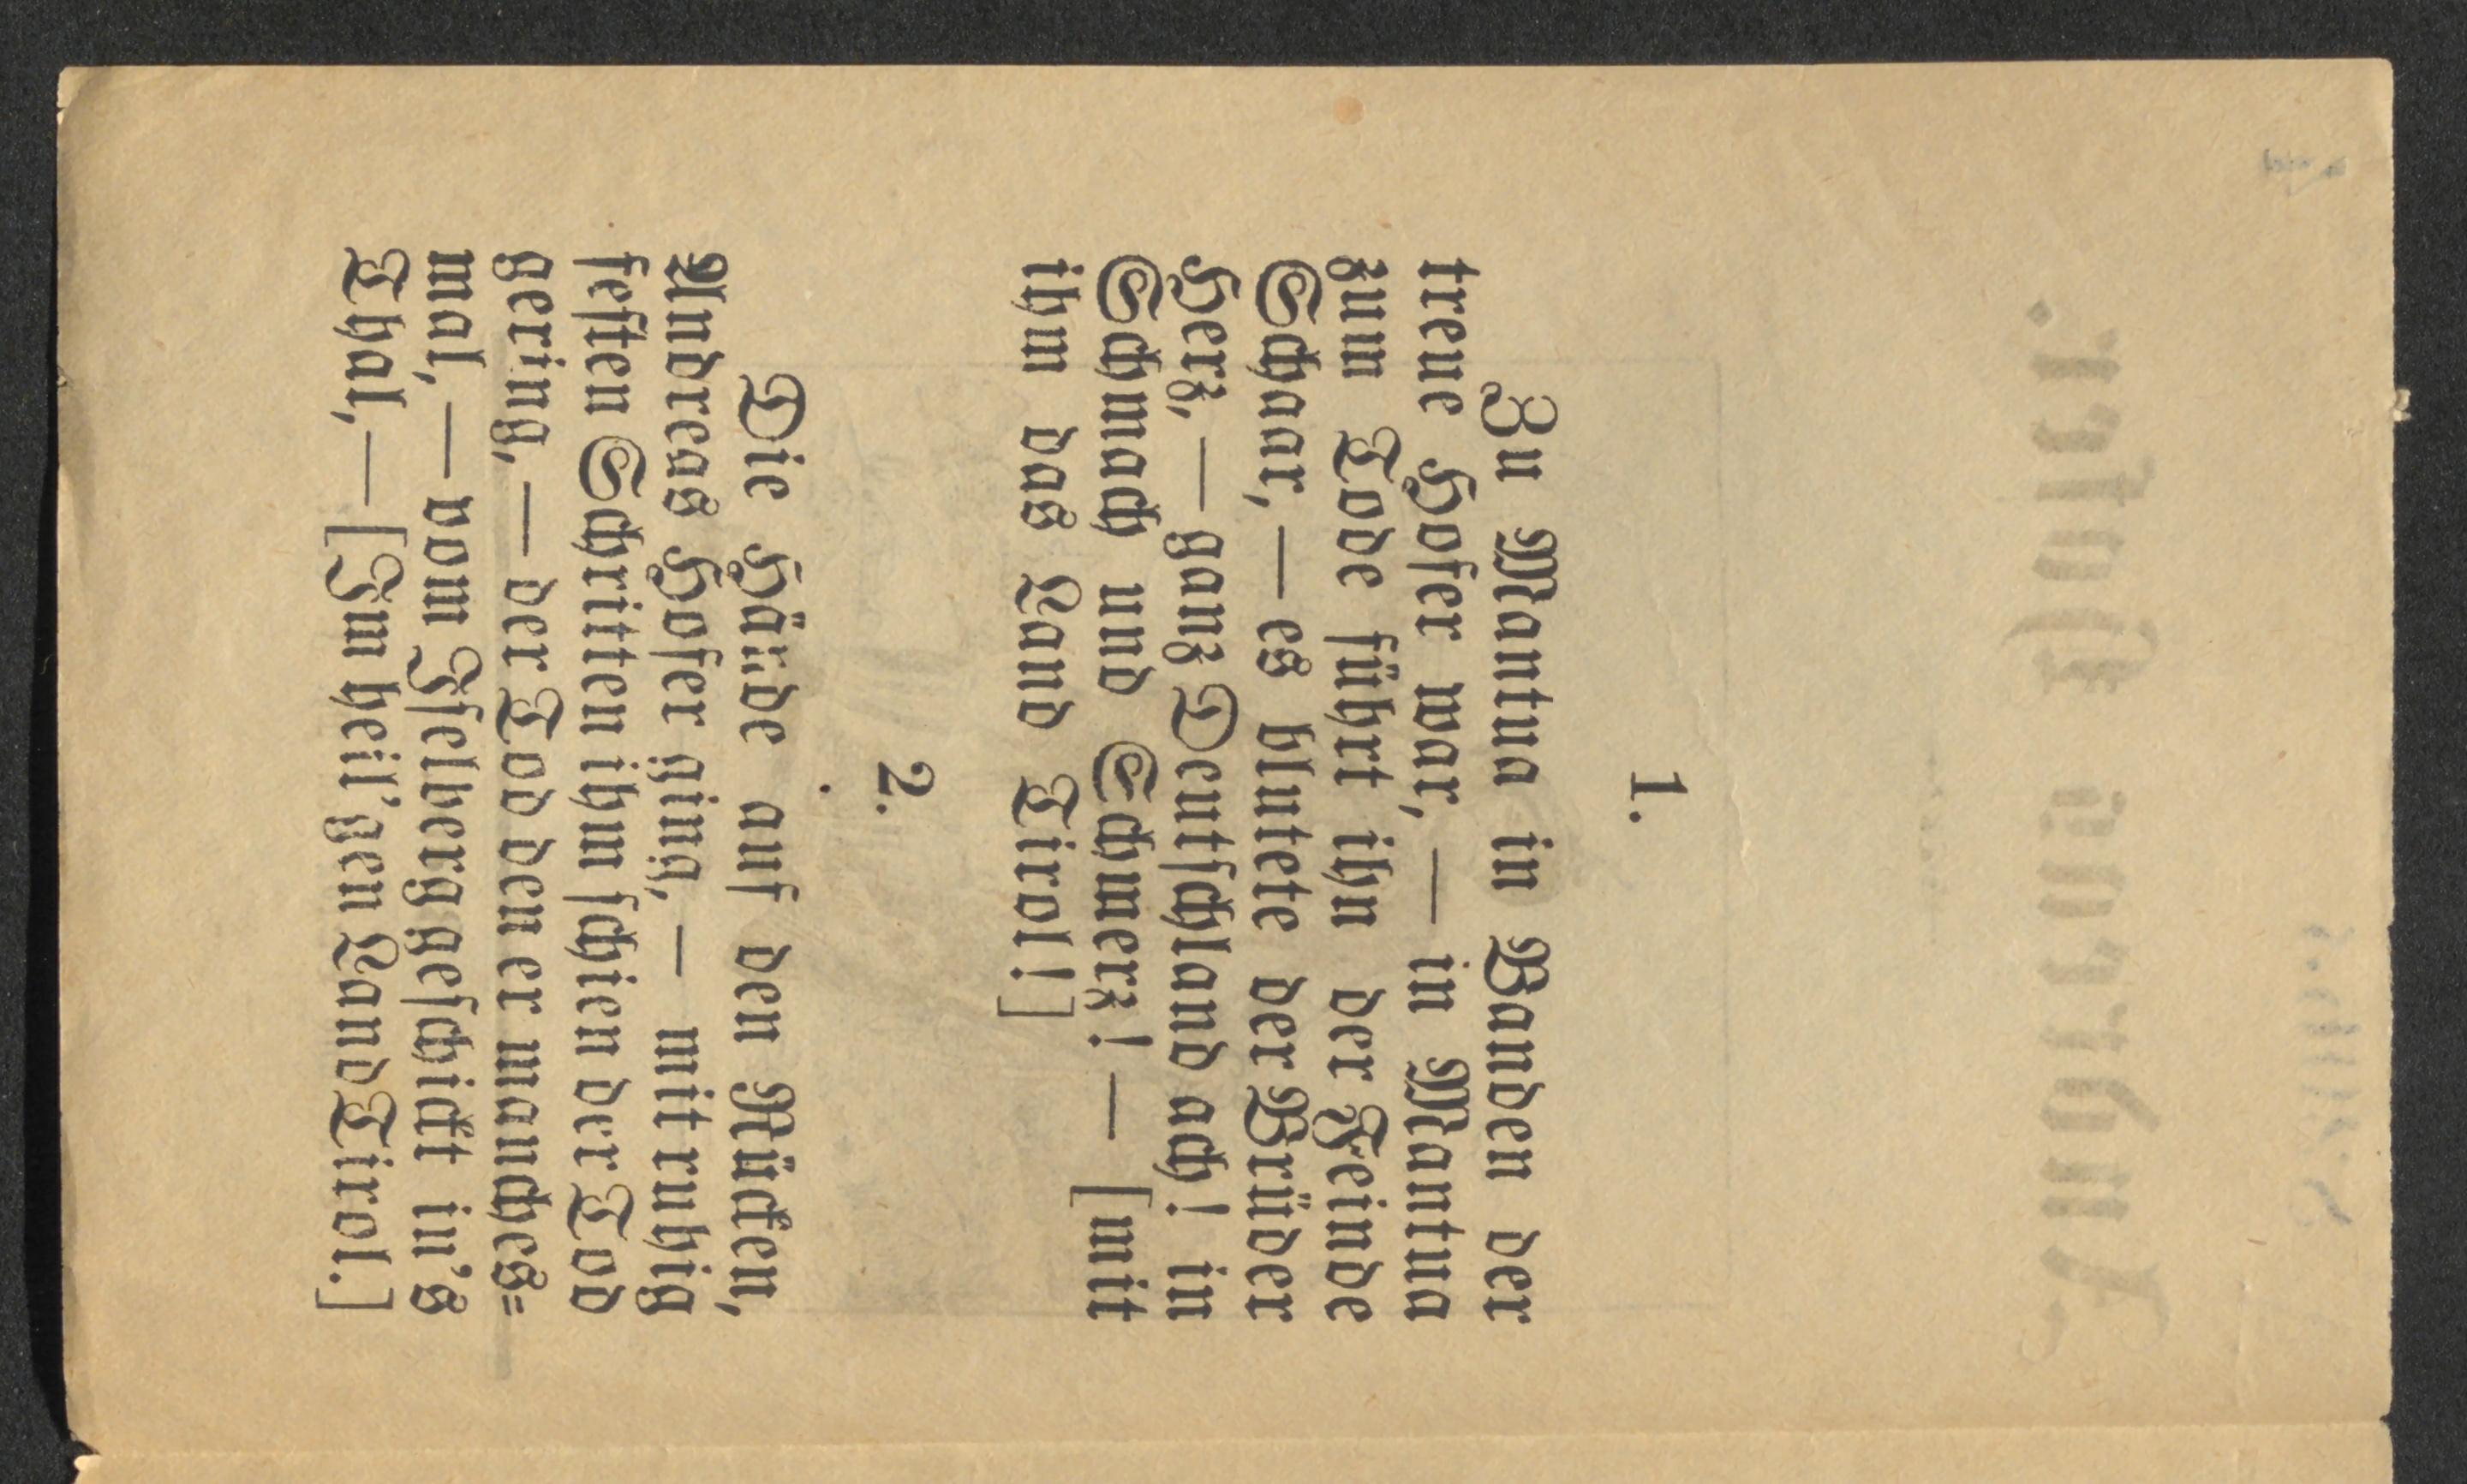 1.
Zu Mantua in Banden der
treue Hofer war, — in Mantua
zum Tode führt ihn der Feinde
Schaar, — es blutete der Brüder
Herz, — ganz Deutschland ach! in
Schmach und Schmerz! — [mit
ihm das Land Tirol!]
2.
Die Hände auf den Rücken,
Andreas Hofer ging, — mit ruhig
festen Schritten ihm schien der Tod
gering, — der Tod den er manches=
mal, — vom Iselberg geschickt in's
Thal, — [Im heil'gen Land Tirol.]